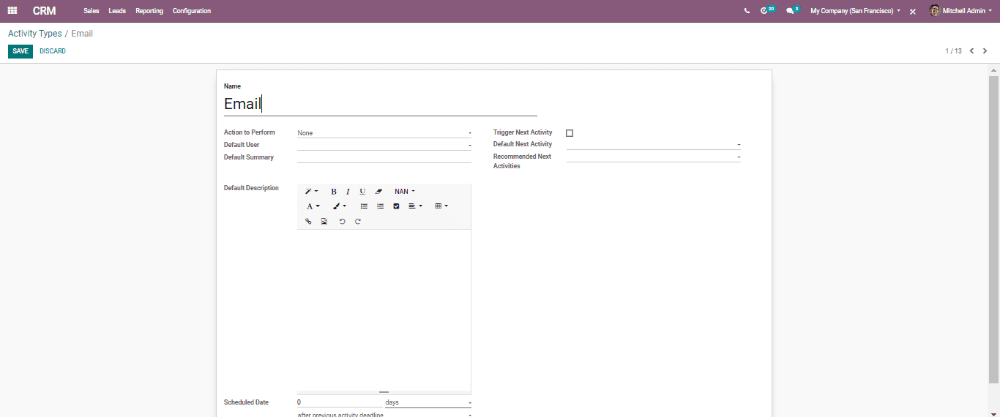 CRM Sales Leads Reporting Configuration 20 5 My Company (San Francisco) Mitchell Admin
Activity Types / Email
SAVE DISCARD 1 / 13
Name
Email
Action to Perform None Trigger Next Activity
Default User Default Next Activity
Default Summary Recommended Next
Activities
Default Description
B I U NAN
A
Scheduled Date 0 days
after previous activity deadline